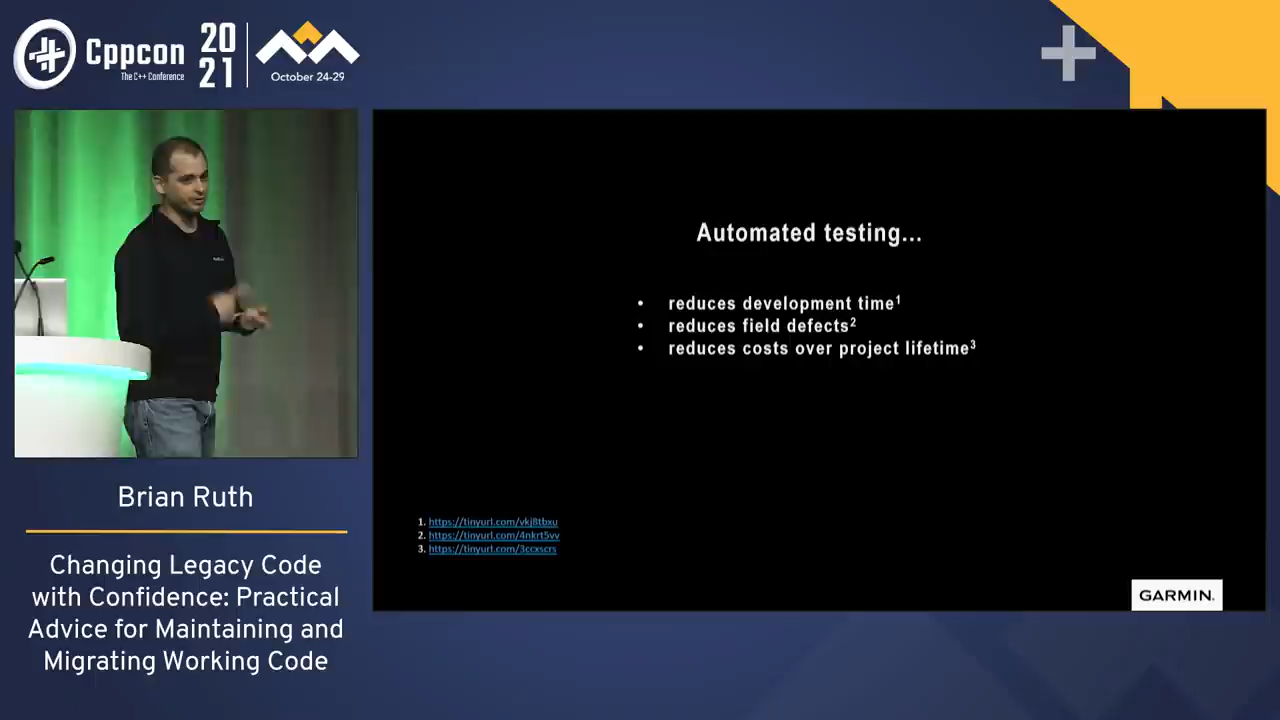 Cppcon
The C++ Conference
20
21
October 24-29
Automated testing...
• reduces development time¹
• reduces field defects²
• reduces costs over project lifetime³
1. https://tinyurl.com/vkj8tbxu
2. https://tinyurl.com/4nkrt5vv
3. https://tinyurl.com/3ccxscrs
GARMIN.
Brian Ruth
Changing Legacy Code
with Confidence: Practical
Advice for Maintaining and
Migrating Working Code